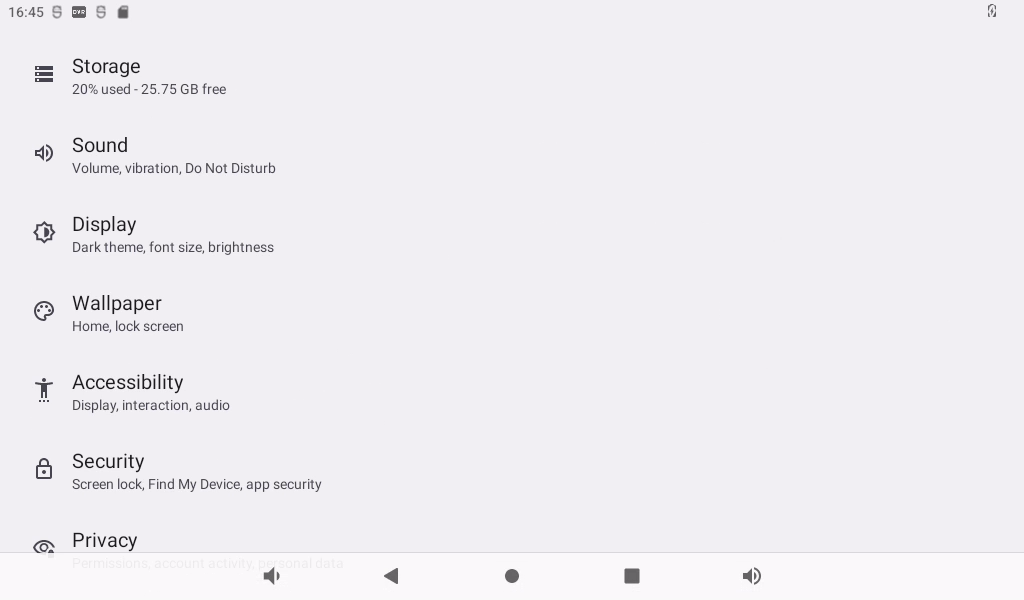 16:45
Storage
20% used - 25.75 GB free
Sound
Volume, vibration, Do Not Disturb
Display
Dark theme, font size, brightness
Wallpaper
Home, lock screen
Accessibility
Display, interaction, audio
Security
Screen lock, Find My Device, app security
Privacy
Permissions, account activity, personal data